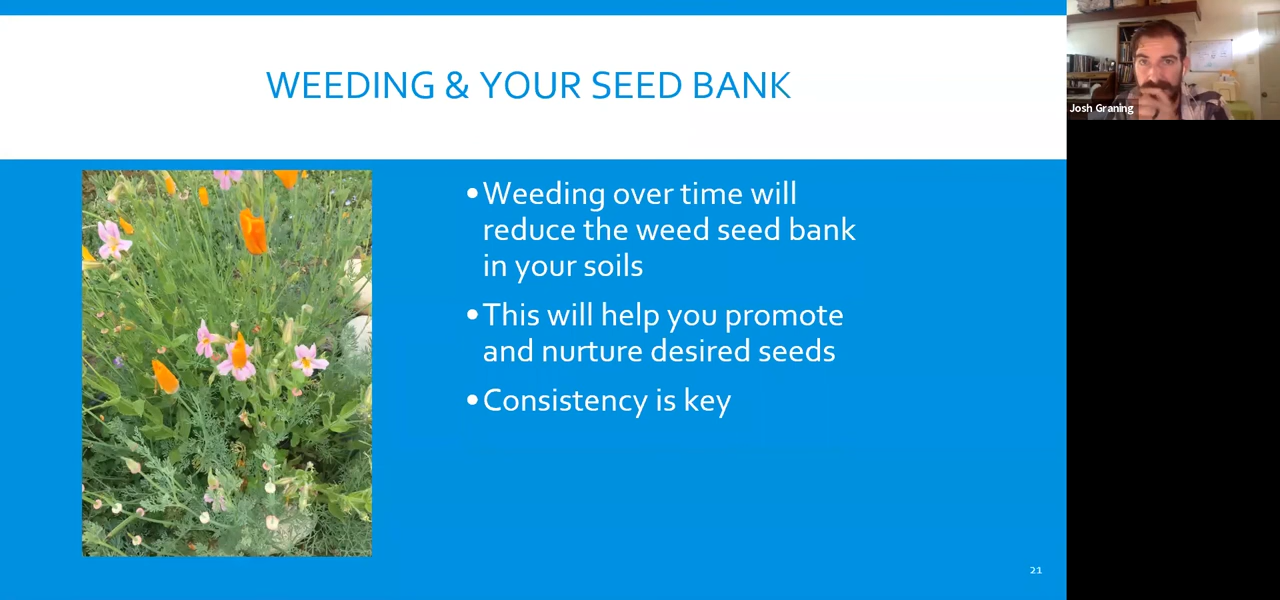 WEEDING & YOUR SEED BANK
Josh Graning
•Weeding over time will
reduce the weed seed bank
in your soils
•This will help you promote
and nurture desired seeds
•Consistency is key
21